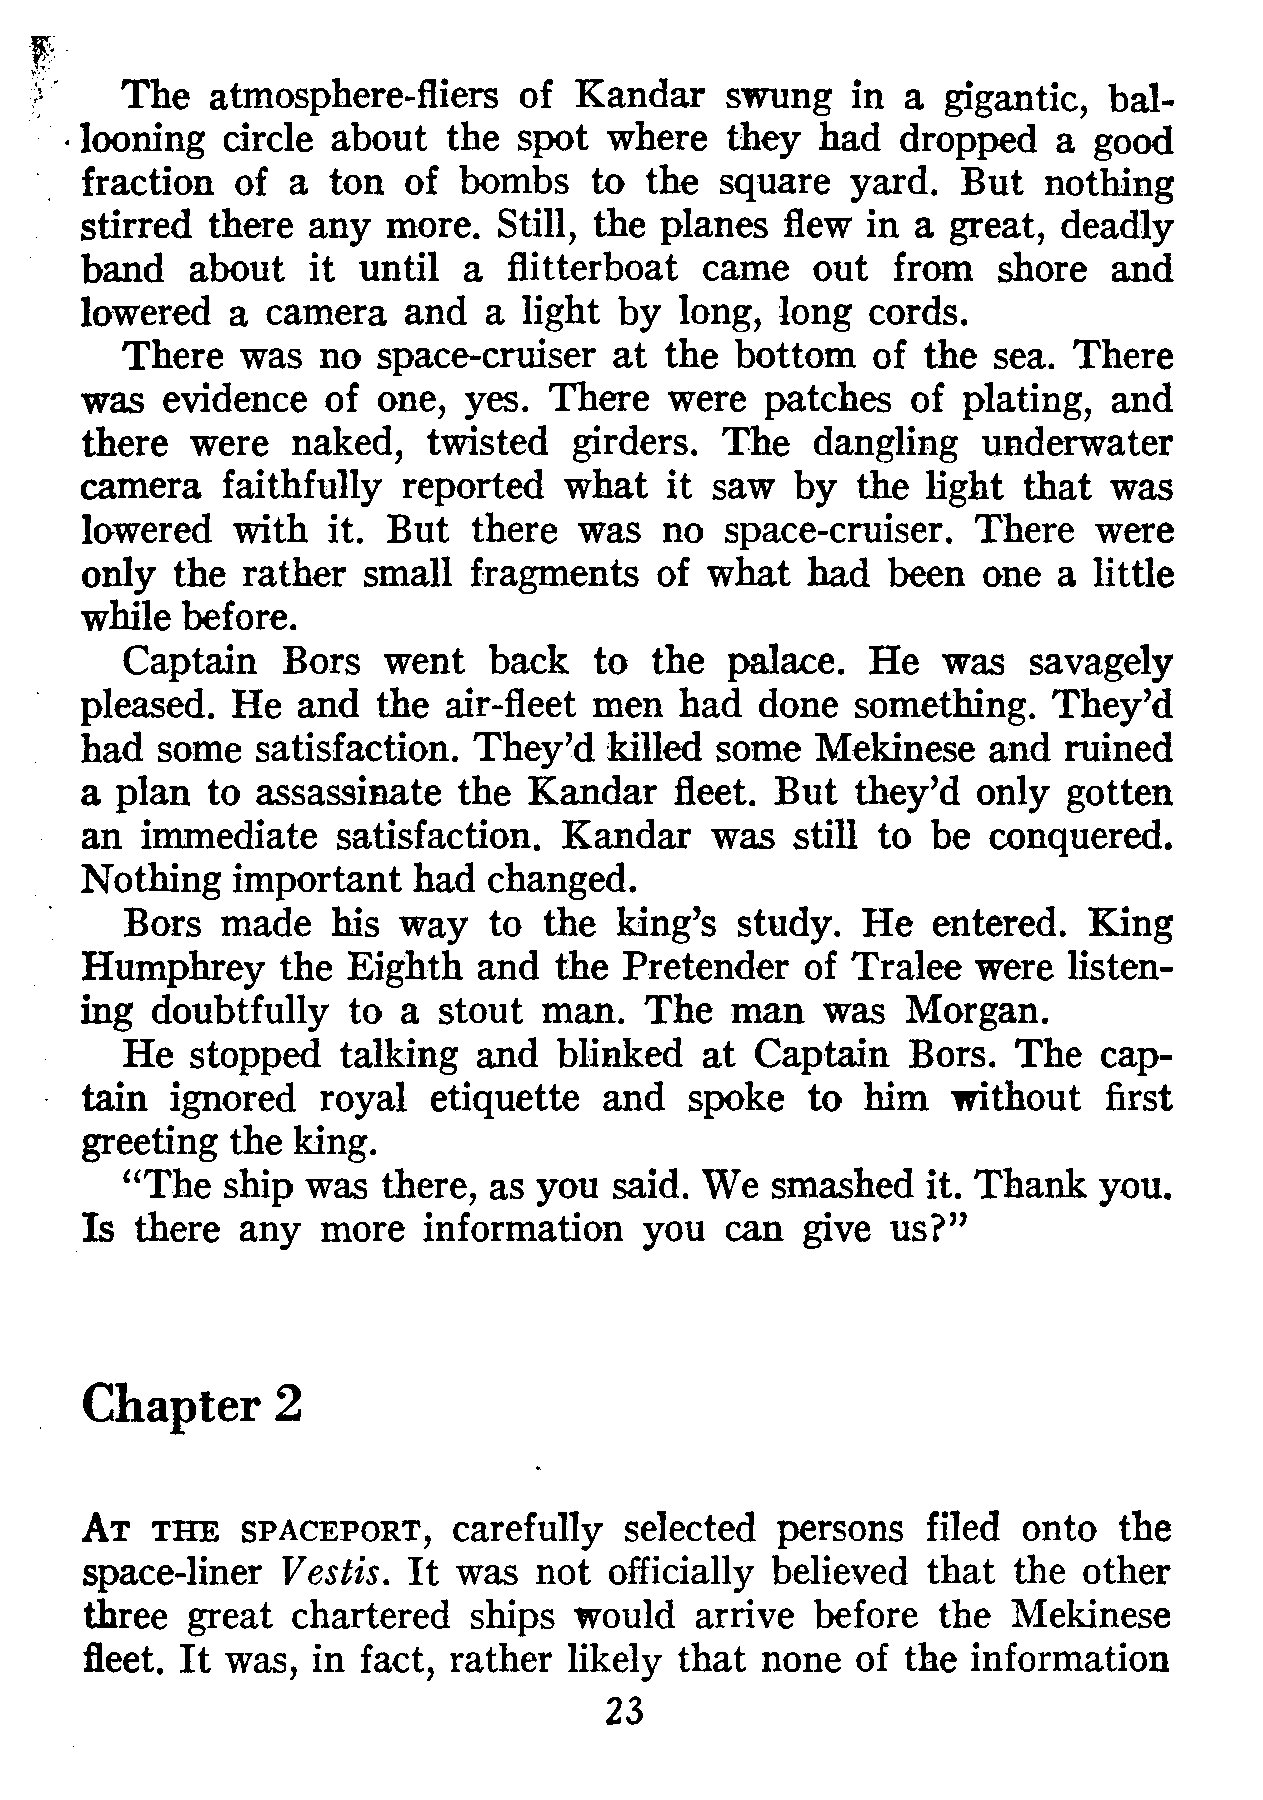 The atmosphere-fliers of Kandar swung in a gigantic, bal-
looning circle about the spot where they had dropped a good
fraction of a ton of bombs to the square yard. But nothing
stirred there any more. Still, the planes flew in a great, deadly
band about it until a flitterboat came out from shore and
lowered a camera and a light by long, long cords.
There was no space-cruiser at the bottom of the sea. There
was evidence of one, yes. There were patches of plating, and
there were naked, twisted girders. The dangling underwater
camera faithfully reported what it saw by the light that was
lowered with it. But there was no space-cruiser. There were
only the rather small fragments of what had been one a little
while before.
Captain Bors went back to the palace. He was savagely
pleased. He and the air-fleet men had done something. They'd
had some satisfaction. They'd killed some Mekinese and ruined
a plan to assassinate the Kandar fleet. But they'd only gotten
an immediate satisfaction. Kandar was still to be conquered.
Nothing important had changed.
Bors made his way to the king's study. He entered. King
Humphrey the Eighth and the Pretender of Tralee were listen-
ing doubtfully to a stout man. The man was Morgan.
He stopped talking and blinked at Captain Bors. The cap-
tain ignored royal etiquette and spoke to him without first
greeting the king.
"The ship was there, as you said. We smashed it. Thank you.
Is there any more information you can give us?"
Chapter 2
AT THE SPACEPORT, carefully selected persons filed onto the
space-liner Vestis. It was not officially believed that the other
three great chartered ships would arrive before the Mekinese
fleet. It was, in fact, rather likely that none of the information
23